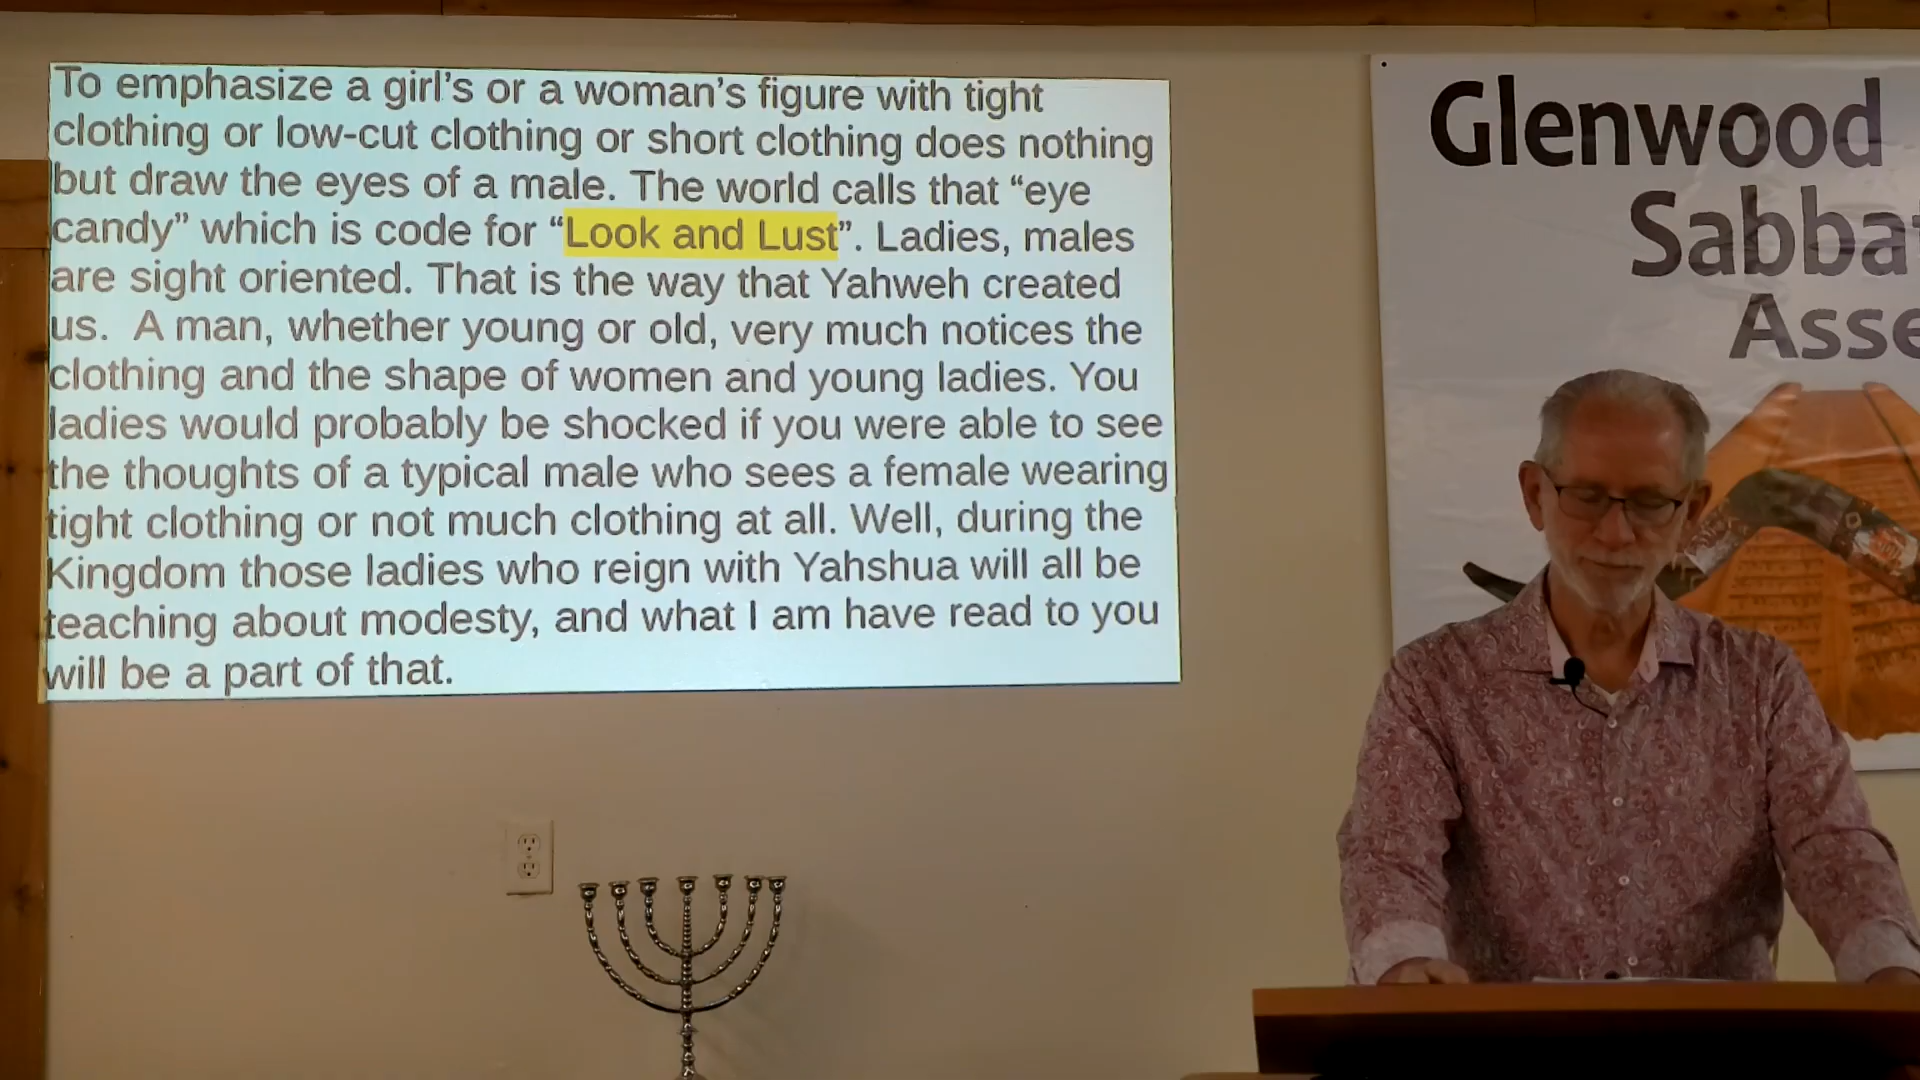 To emphasize a girl's or a woman's figure with tight
clothing or low-cut clothing or short clothing does nothing
but draw the eyes of a male. The world calls that “eye
candy” which is code for “Look and Lust”. Ladies, males
are sight oriented. That is the way that Yahweh created
us.  A man, whether young or old, very much notices the
clothing and the shape of women and young ladies. You
ladies would probably be shocked if you were able to see
the thoughts of a typical male who sees a female wearing
tight clothing or not much clothing at all. Well, during the
Kingdom those ladies who reign with Yahshua will all be
teaching about modesty, and what I am have read to you
will be a part of that.
Glenwood
Sabbat
Asse